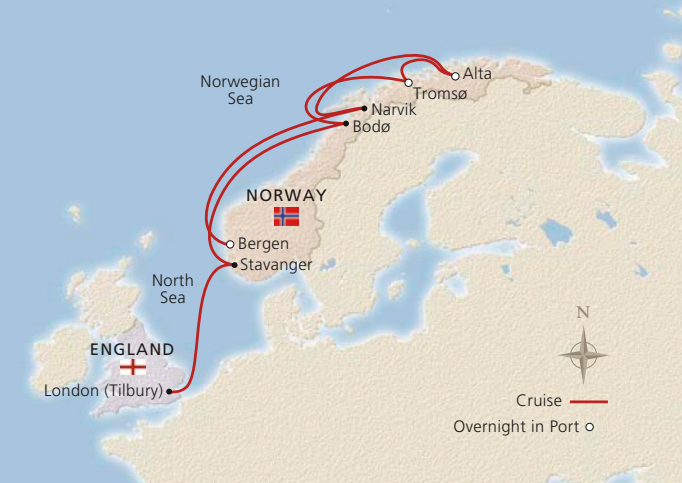 Norwegian
Sea
Alta
Tromsø
Narvik
Bodø
NORWAY
Bergen
Stavanger
North
Sea
ENGLAND
London (Tilbury)
N
Cruise
Overnight in Port